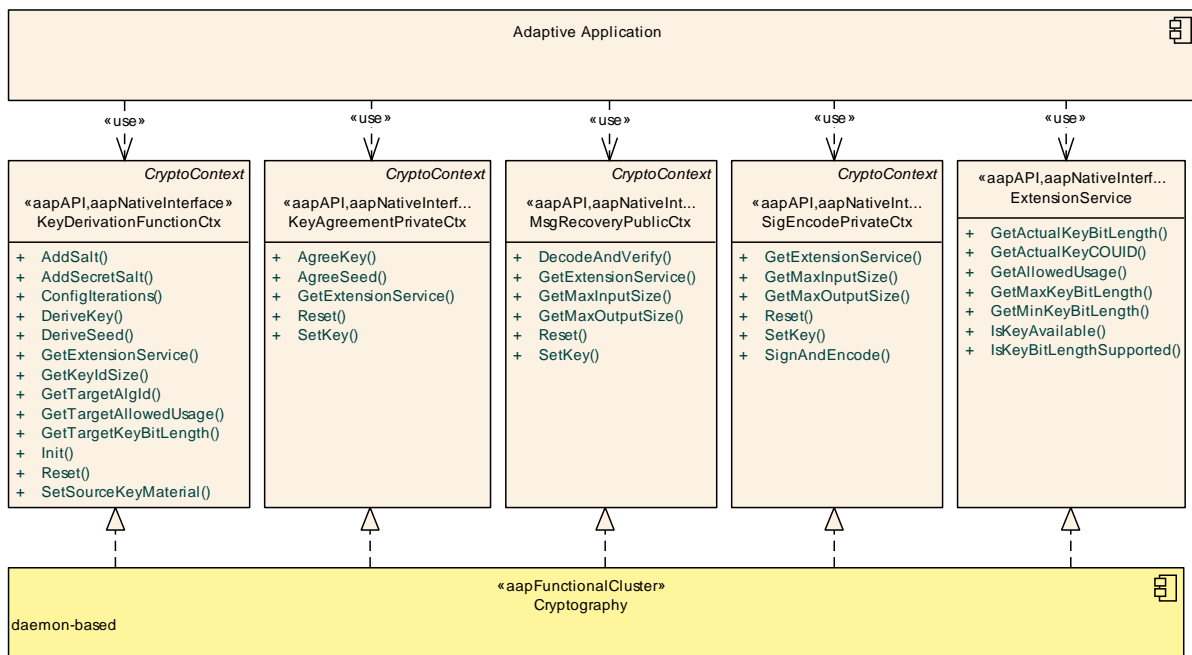 Adaptive Application
«use»
«use»
«use»
«use»
«use»
CryptoContext
«aapAPI,aapNativeInterface»
KeyDerivationFunctionCtx
+ AddSalt()
+ AddSecretSalt()
+ ConfigIterations()
+ DeriveKey()
+ DeriveSeed()
+ GetExtensionService()
+ GetKeyIdSize()
+ GetTargetAlgId()
+ GetTargetAllowedUsage()
+ GetTargetKeyBitLength()
+ Init()
+ Reset()
+ SetSourceKeyMaterial()
CryptoContext
«aapAPI,aapNativeInterf...
KeyAgreementPrivateCtx
+ AgreeKey()
+ AgreeSeed()
+ GetExtensionService()
+ Reset()
+ SetKey()
CryptoContext
«aapAPI,aapNativeInt...
MsgRecoveryPublicCtx
+ DecodeAndVerify()
+ GetExtensionService()
+ GetMaxInputSize()
+ GetMaxOutputSize()
+ Reset()
+ SetKey()
CryptoContext
«aapAPI,aapNativeInt...
SigEncodePrivateCtx
+ GetExtensionService()
+ GetMaxInputSize()
+ GetMaxOutputSize()
+ Reset()
+ SetKey()
+ SignAndEncode()
«aapAPI,aapNativeInterf...
ExtensionService
+ GetActualKeyBitLength()
+ GetActualKeyCOUID()
+ GetAllowedUsage()
+ GetMaxKeyBitLength()
+ GetMinKeyBitLength()
+ IsKeyAvailable()
+ IsKeyBitLengthSupported()
«aapFunctionalCluster»
Cryptography
daemon-based